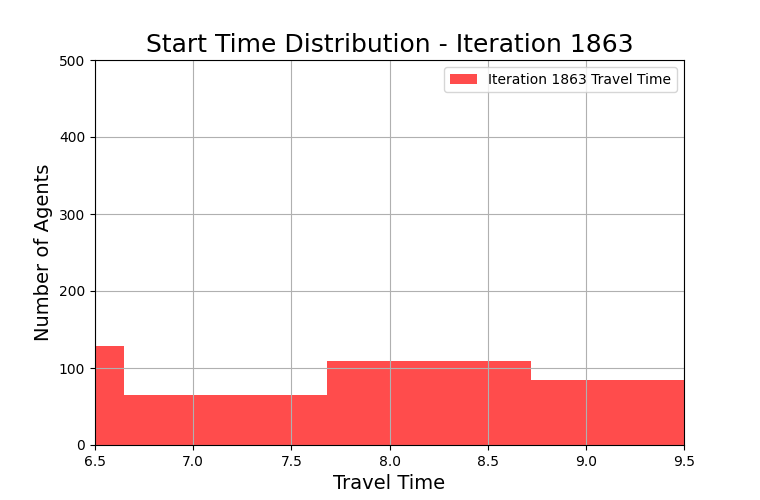 Start Time Distribution - Iteration 1863
Iteration 1863 Travel Time
Number of Agents
500
400
300
200
100
0
6.5 7.0 7.5 8.0 8.5 9.0 9.5
Travel Time